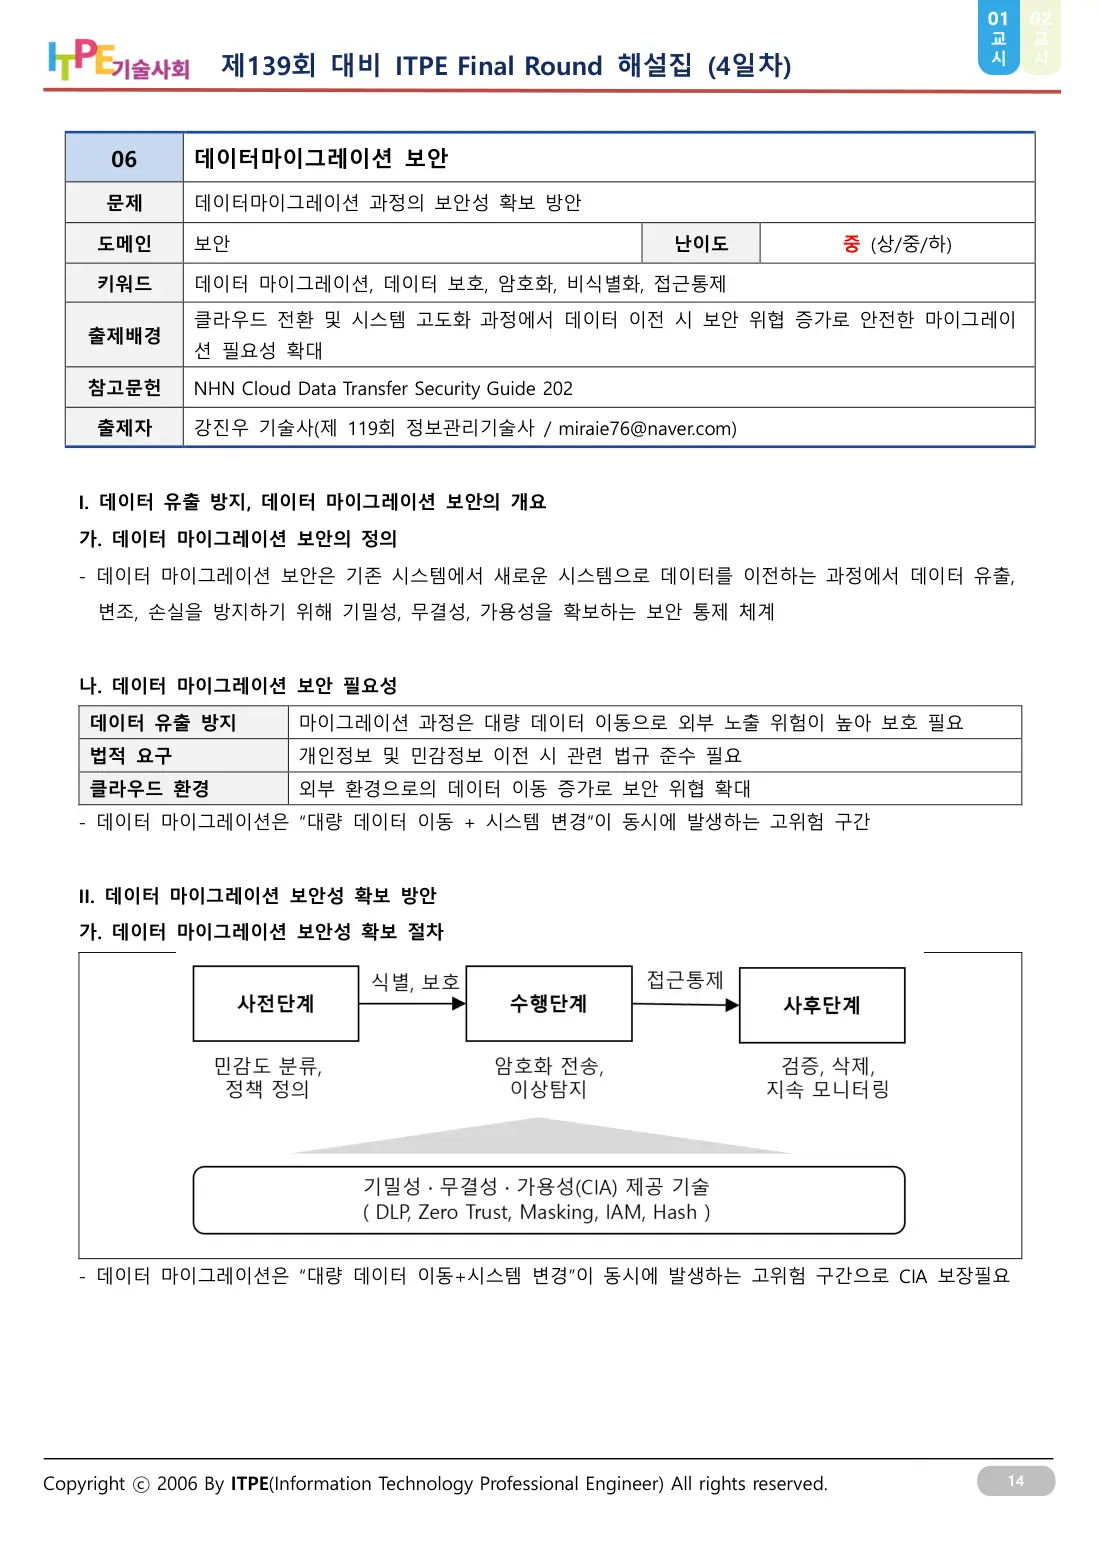 ITPE기술사회 제139회 대비 ITPE Final Round 해설집 (4일차)
01 교시
02 교시
06 데이터마이그레이션 보안
문제 데이터마이그레이션 과정의 보안성 확보 방안
도메인 보안 난이도 중 (상/중/하)
키워드 데이터 마이그레이션, 데이터 보호, 암호화, 비식별화, 접근통제
출제배경 클라우드 전환 및 시스템 고도화 과정에서 데이터 이전 시 보안 위협 증가로 안전한 마이그레이
션 필요성 확대
참고문헌 NHN Cloud Data Transfer Security Guide 202
출제자 강진우 기술사(제 119회 정보관리기술사 / miraie76@naver.com)
I. 데이터 유출 방지, 데이터 마이그레이션 보안의 개요
가. 데이터 마이그레이션 보안의 정의
- 데이터 마이그레이션 보안은 기존 시스템에서 새로운 시스템으로 데이터를 이전하는 과정에서 데이터 유출,
변조, 손실을 방지하기 위해 기밀성, 무결성, 가용성을 확보하는 보안 통제 체계
나. 데이터 마이그레이션 보안 필요성
데이터 유출 방지 마이그레이션 과정은 대량 데이터 이동으로 외부 노출 위험이 높아 보호 필요
법적 요구 개인정보 및 민감정보 이전 시 관련 법규 준수 필요
클라우드 환경 외부 환경으로의 데이터 이동 증가로 보안 위협 확대
- 데이터 마이그레이션은 “대량 데이터 이동 + 시스템 변경”이 동시에 발생하는 고위험 구간
II. 데이터 마이그레이션 보안성 확보 방안
가. 데이터 마이그레이션 보안성 확보 절차
사전단계 식별, 보호 수행단계 접근통제 사후단계
민감도 분류, 암호화 전송, 검증, 삭제,
정책 정의 이상탐지 지속 모니터링
기밀성 · 무결성 · 가용성(CIA) 제공 기술
( DLP, Zero Trust, Masking, IAM, Hash )
- 데이터 마이그레이션은 “대량 데이터 이동+시스템 변경”이 동시에 발생하는 고위험 구간으로 CIA 보장필요
Copyright ⓒ 2006 By ITPE(Information Technology Professional Engineer) All rights reserved. 14